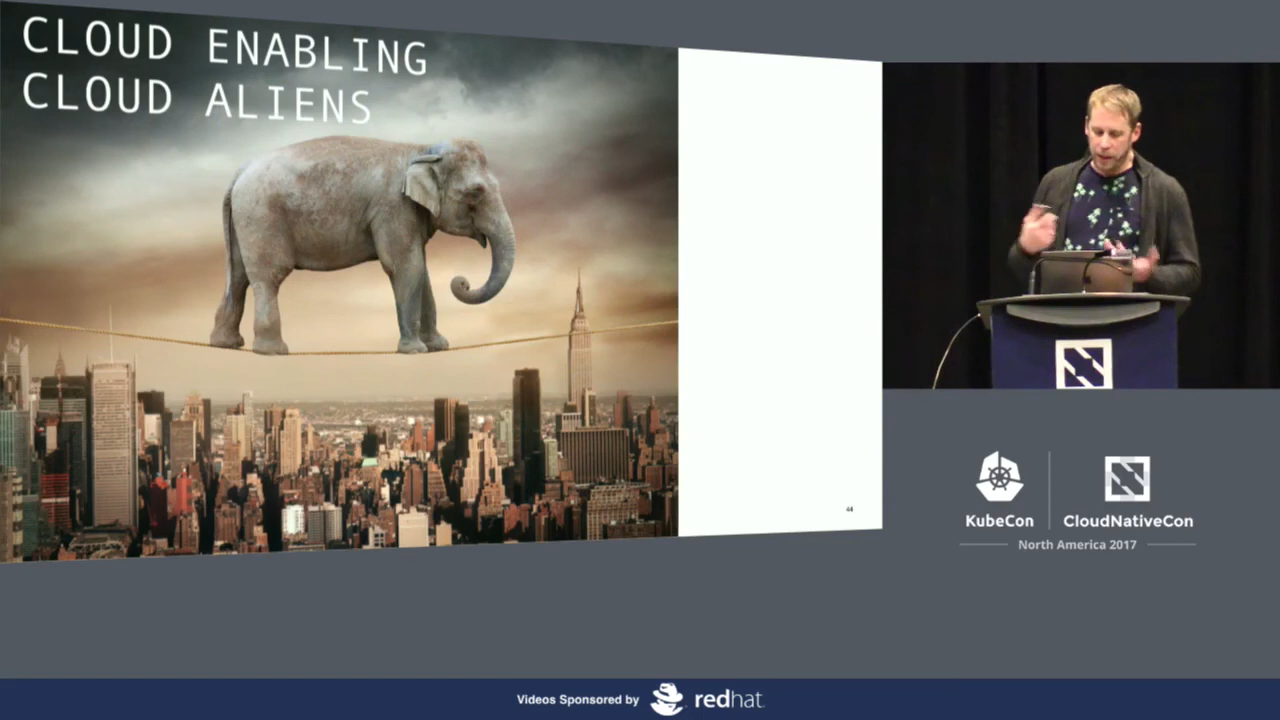 CLOUD ENABLING
CLOUD ALIENS
44
KubeCon
CloudNativeCon
North America 2017
Videos Sponsored by
redhat.